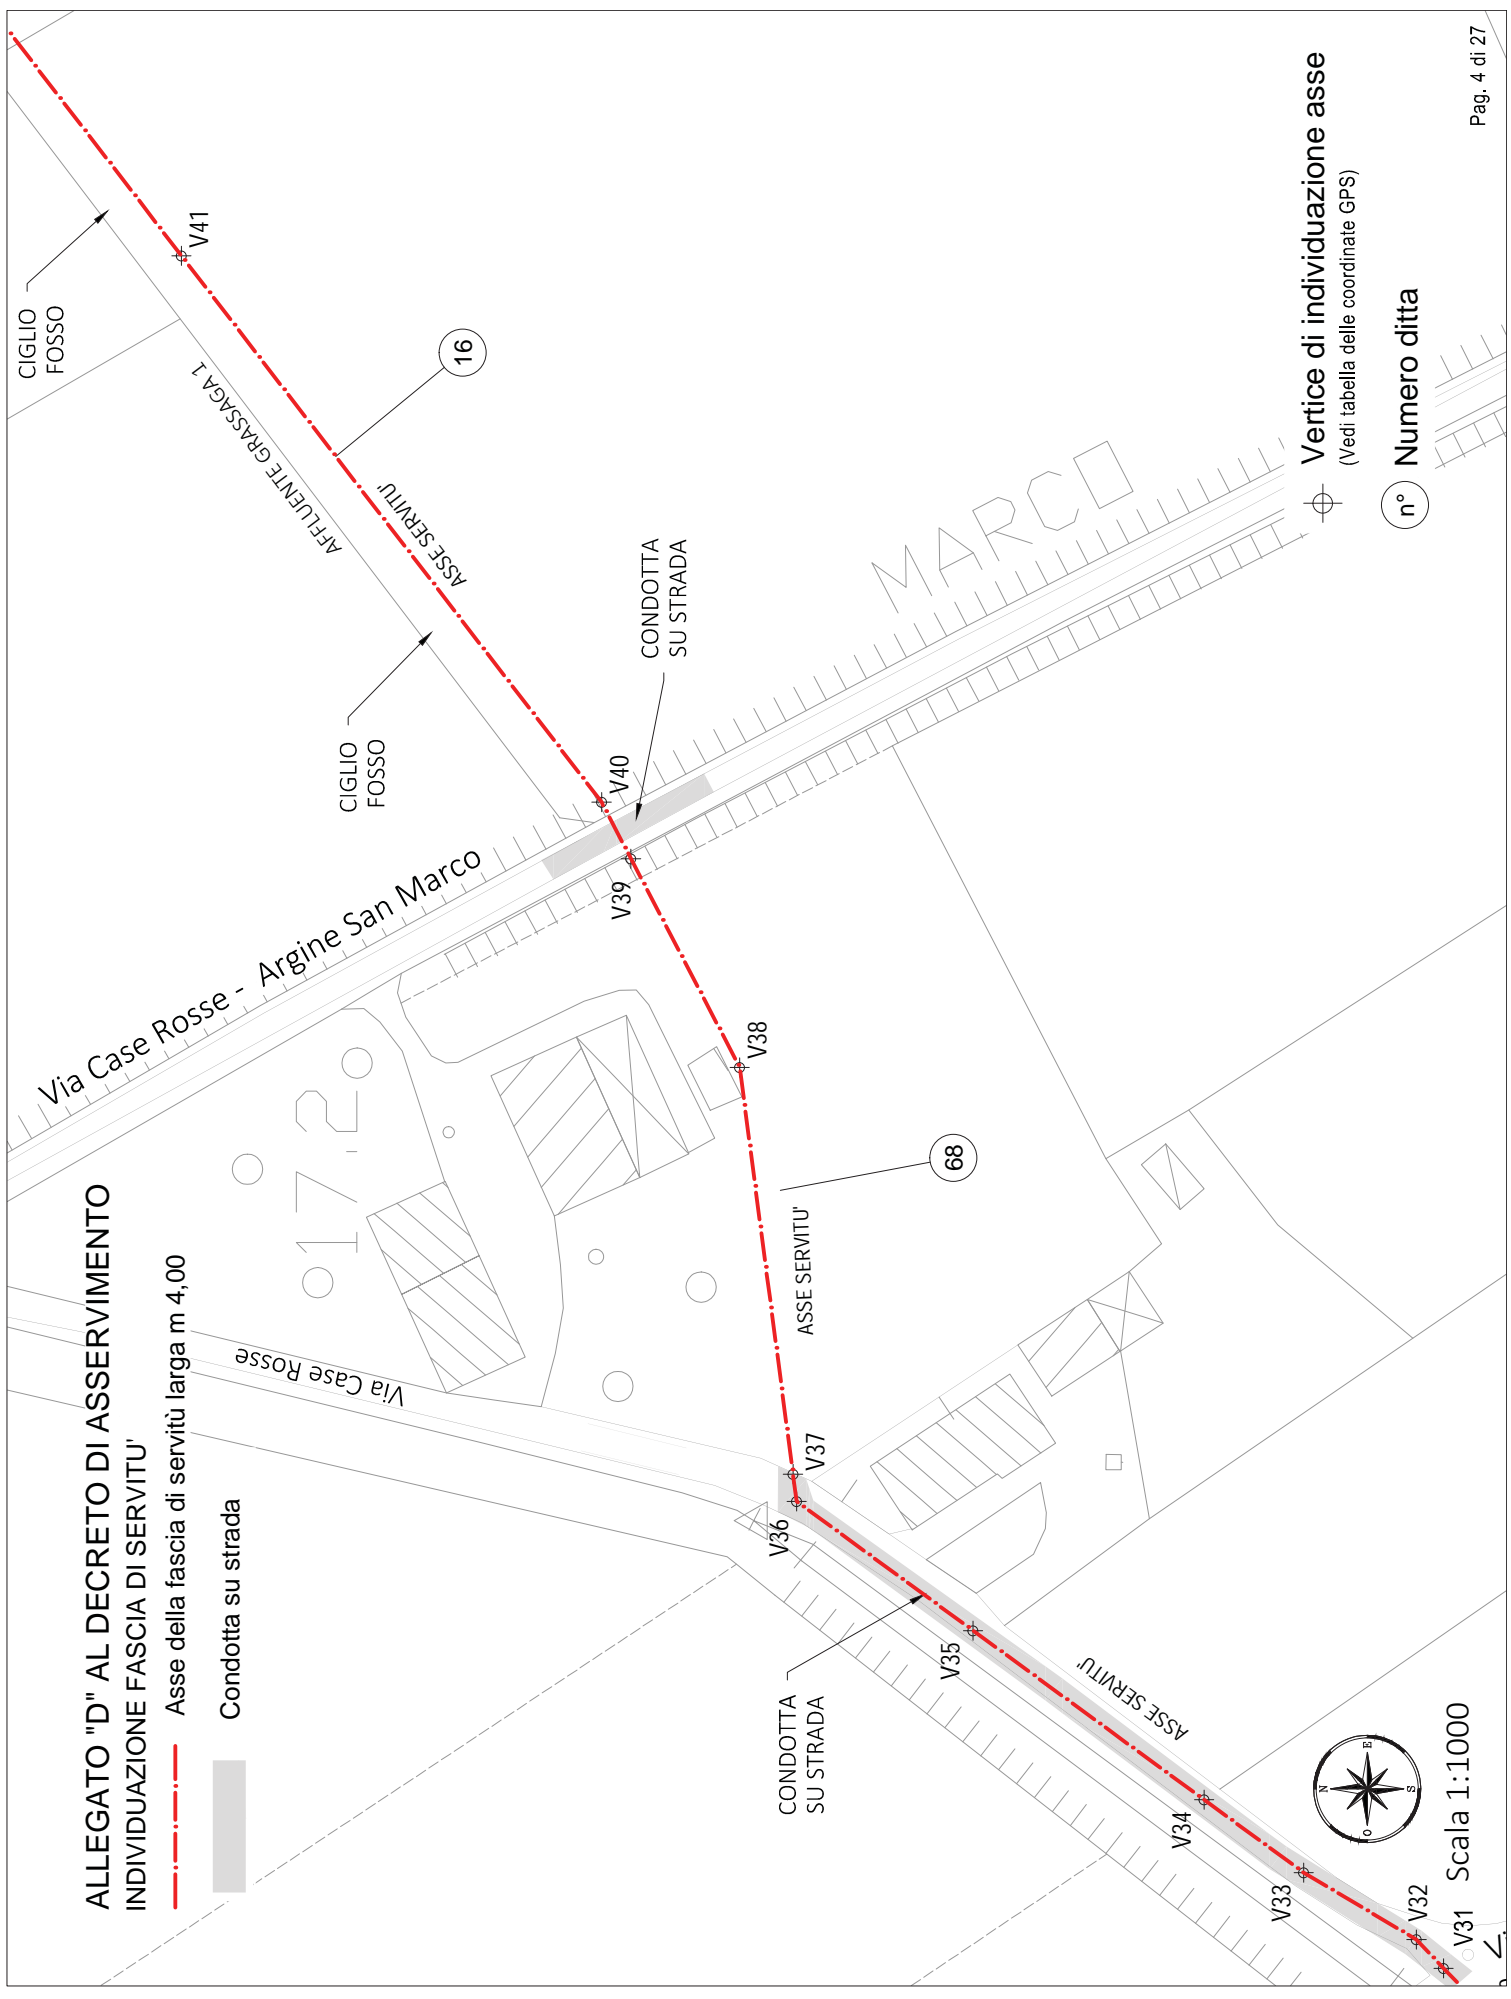 ALLEGATO "D" AL DECRETO DI ASSERVIMENTO
INDIVIDUAZIONE FASCIA DI SERVITU'
Asse della fascia di servitù larga m 4,00
Condotta su strada
Via Case Rosse
Via Case Rosse - Argine San Marco
172
CIGLIO
FOSSO
CIGLIO
FOSSO
AFFLUENTE GRASSAGA 1
ASSE SERVITU'
16
V41
V40
V39
V38
V37
V36
V35
V34
V33
V32
V31
CONDOTTA
SU STRADA
MARCO
68
ASSE SERVITU'
CONDOTTA
SU STRADA
ASSE SERVITU'
N
E
S
O
Scala 1:1000
Vertice di individuazione asse
(Vedi tabella delle coordinate GPS)
n° Numero ditta
Pag. 4 di 27